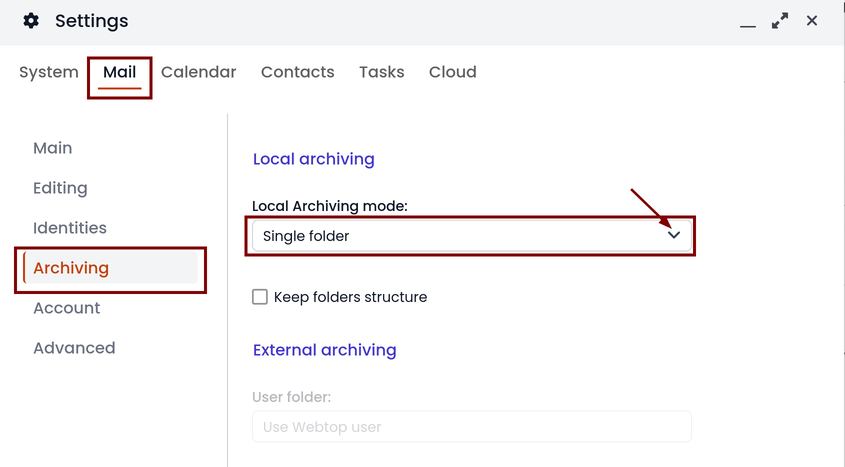 Settings
System Mail Calendar Contacts Tasks Cloud
Main
Editing
Identities
Archiving
Account
Advanced
Local archiving
Local Archiving mode:
Single folder
Keep folders structure
External archiving
User folder:
Use Webtop user